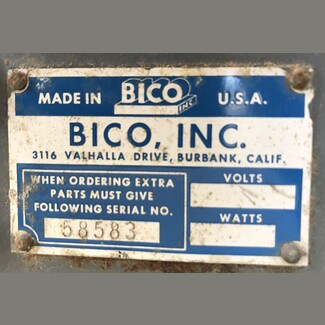 MADE IN BICO INC U.S.A.
BICO, INC.
3116 VALHALLA DRIVE, BURBANK, CALIF.
WHEN ORDERING EXTRA
PARTS MUST GIVE
FOLLOWING SERIAL NO.
58583
VOLTS
WATTS